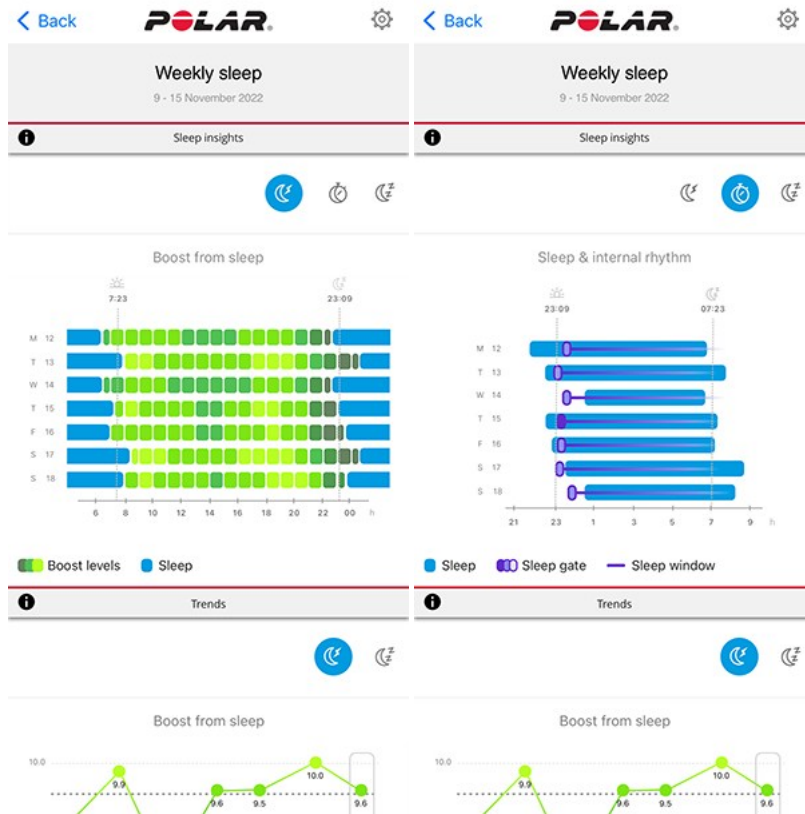 Back
POLAR
Weekly sleep
9 - 15 November 2022
Sleep insights
Boost from sleep
7:23 23:09
M 12
T 13
W 14
T 15
F 16
S 17
S 18
6 8 10 12 14 16 18 20 22 00 h
Boost levels Sleep
Trends
Boost from sleep
10.0
9.9 9.6 9.5 10.0 9.6
Back
POLAR
Weekly sleep
9 - 15 November 2022
Sleep insights
Sleep & internal rhythm
23:09 07:23
M 12
T 13
W 14
T 15
F 16
S 17
S 18
21 23 1 3 5 7 9 h
Sleep Sleep gate Sleep window
Trends
Boost from sleep
10.0
9.9 9.6 9.5 10.0 9.6